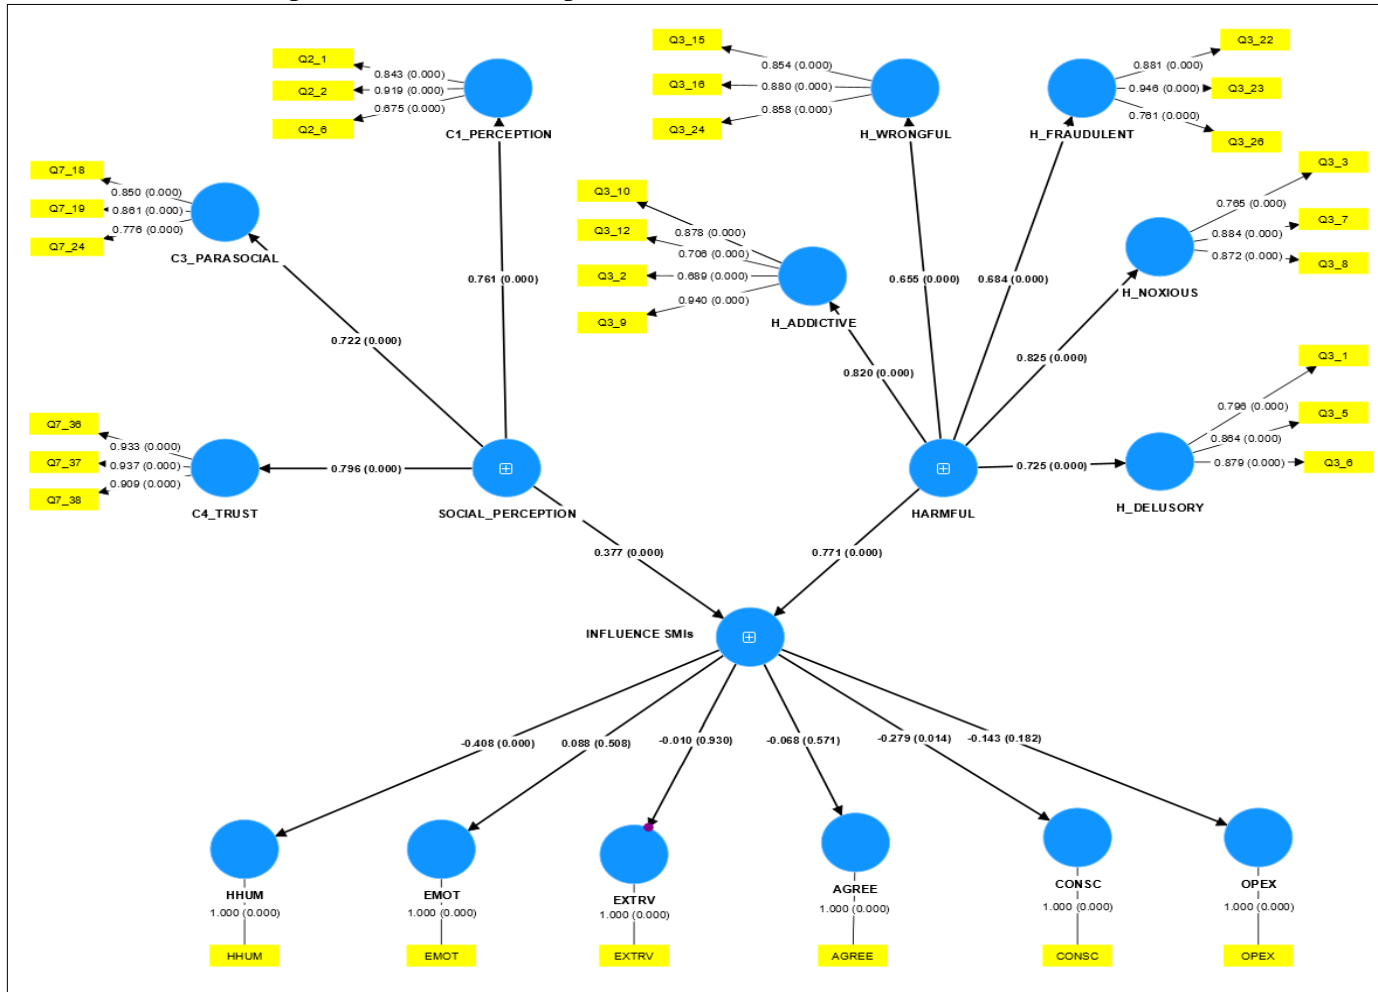 Q2_1
Q2_2
Q2_6
0.843 (0.000)
0.919 (0.000)
0.675 (0.000)
C1_PERCEPTION
Q3_15
Q3_16
Q3_24
0.854 (0.000)
0.880 (0.000)
0.858 (0.000)
H_WRONGFUL
Q3_22
Q3_23
Q3_26
0.881 (0.000)
0.946 (0.000)
0.761 (0.000)
H_FRAUDULENT
Q7_18
Q7_19
Q7_24
0.850 (0.000)
0.861 (0.000)
0.776 (0.000)
C3_PARASOCIAL
Q3_10
Q3_12
Q3_2
Q3_9
0.878 (0.000)
0.706 (0.000)
0.689 (0.000)
0.940 (0.000)
H_ADDICTIVE
Q3_3
Q3_7
Q3_8
0.765 (0.000)
0.884 (0.000)
0.872 (0.000)
H_NOXIOUS
0.761 (0.000)
0.655 (0.000)
0.684 (0.000)
0.722 (0.000)
0.820 (0.000)
0.825 (0.000)
Q3_1
Q3_5
Q3_6
0.796 (0.000)
0.864 (0.000)
0.879 (0.000)
H_DELUSORY
Q7_36
Q7_37
Q7_38
0.933 (0.000)
0.937 (0.000)
0.909 (0.000)
C4_TRUST
0.796 (0.000)
SOCIAL_PERCEPTION
HARMFUL
0.725 (0.000)
0.377 (0.000)
0.771 (0.000)
INFLUENCE SMIs
-0.408 (0.000)
0.088 (0.508)
-0.010 (0.930)
-0.068 (0.571)
-0.279 (0.014)
-0.143 (0.182)
HHUM
1.000 (0.000)
HHUM
EMOT
1.000 (0.000)
EMOT
EXTRV
1.000 (0.000)
EXTRV
AGREE
1.000 (0.000)
AGREE
CONSC
1.000 (0.000)
CONSC
OPEX
1.000 (0.000)
OPEX